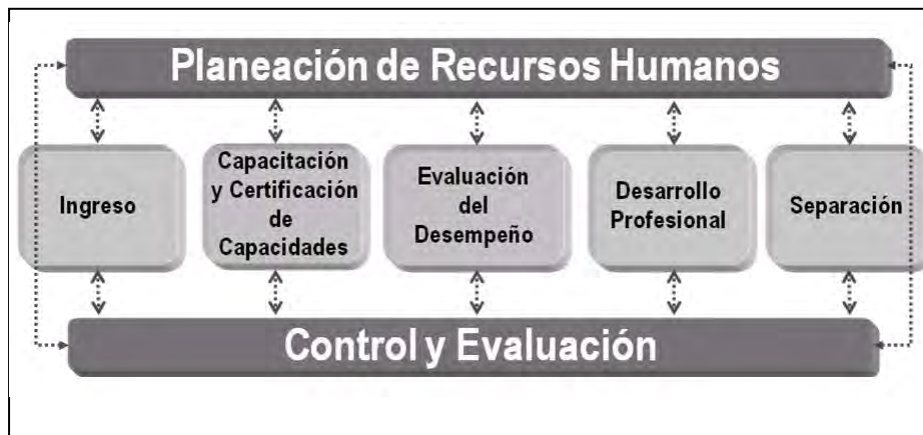 Planeación de Recursos Humanos
Ingreso
Capacitación
y Certificación
de
Capacidades
Evaluación
del
Desempeño
Desarrollo
Profesional
Separación
Control y Evaluación